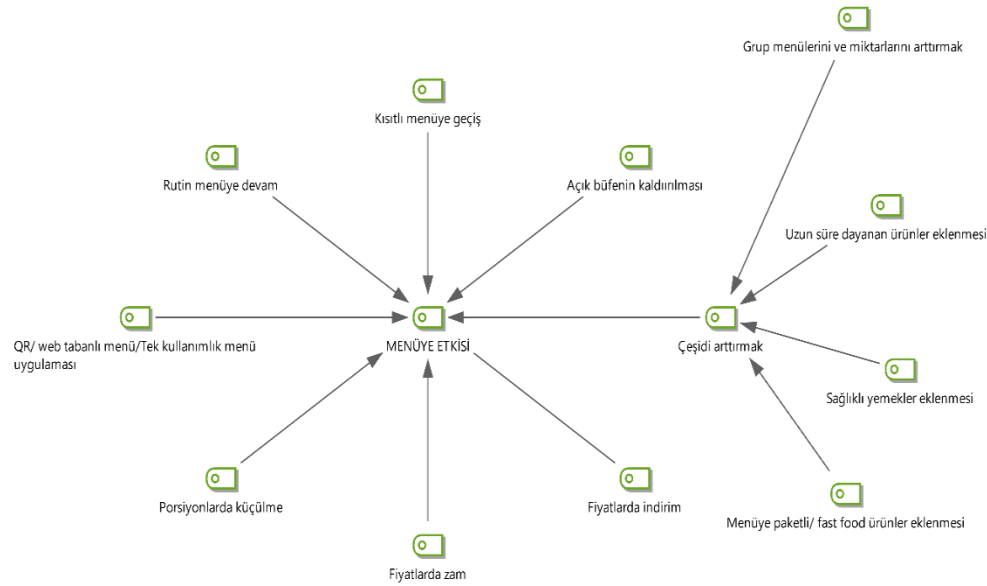 Grup menülerini ve miktarlarını arttırmak
Kısıtlı menüye geçiş
Rutin menüye devam
Açık büfenin kaldıırılması
Uzun süre dayanan ürünler eklenmesi
QR/ web tabanlı menü/Tek kullanımlık menü
uygulaması
MENÜYE ETKİSİ
Çeşidi arttırmak
Sağlıklı yemekler eklenmesi
Porsiyonlarda küçülme
Fiyatlarda indirim
Menüye paketli/ fast food ürünler eklenmesi
Fiyatlarda zam